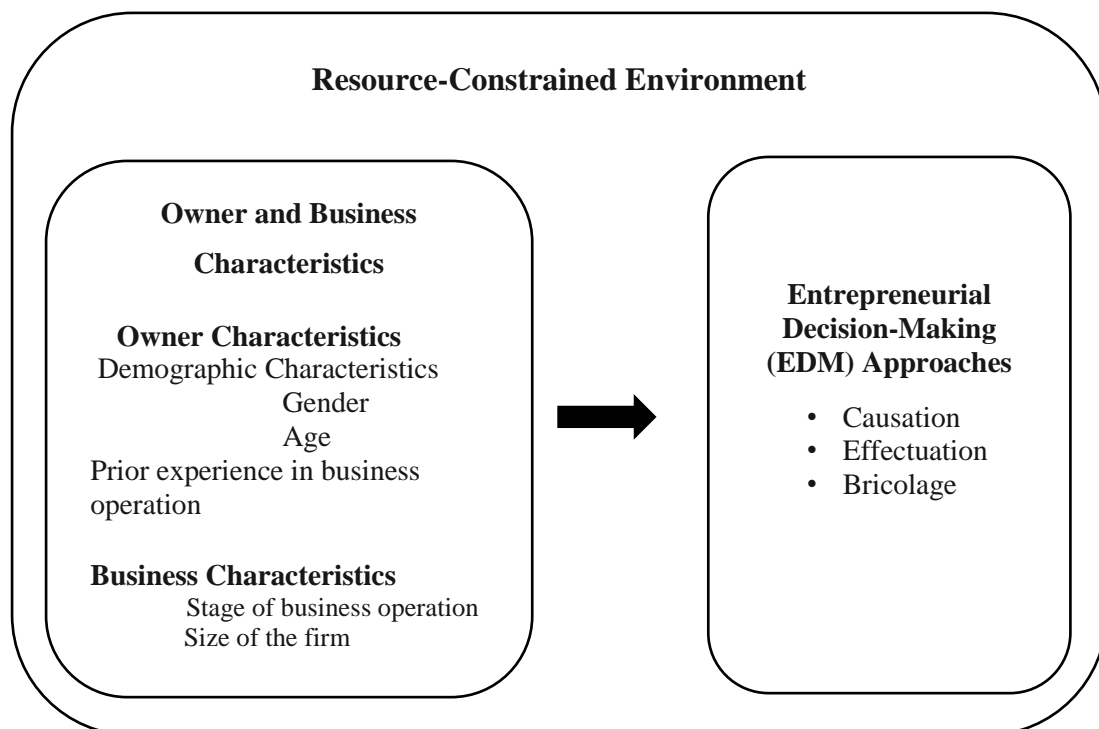 Resource-Constrained Environment
Owner and Business
Characteristics
Owner Characteristics
Demographic Characteristics
Gender
Age
Prior experience in business
operation
Business Characteristics
Stage of business operation
Size of the firm
Entrepreneurial
Decision-Making
(EDM) Approaches
• Causation
• Effectuation
• Bricolage